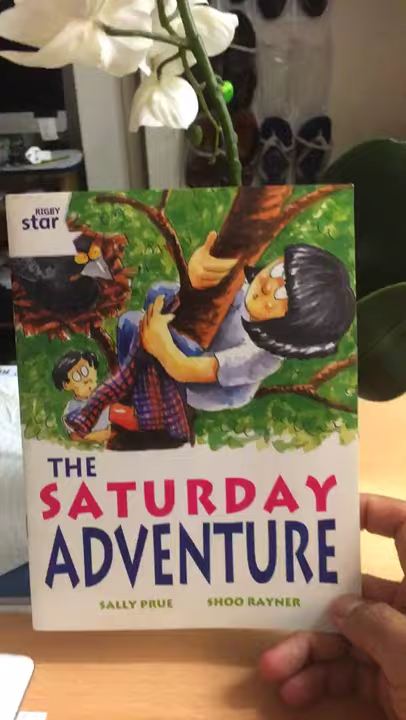 RIGBY
star
THE
SATURDAY
ADVENTURE
SALLY PRUE SHOO RAYNER